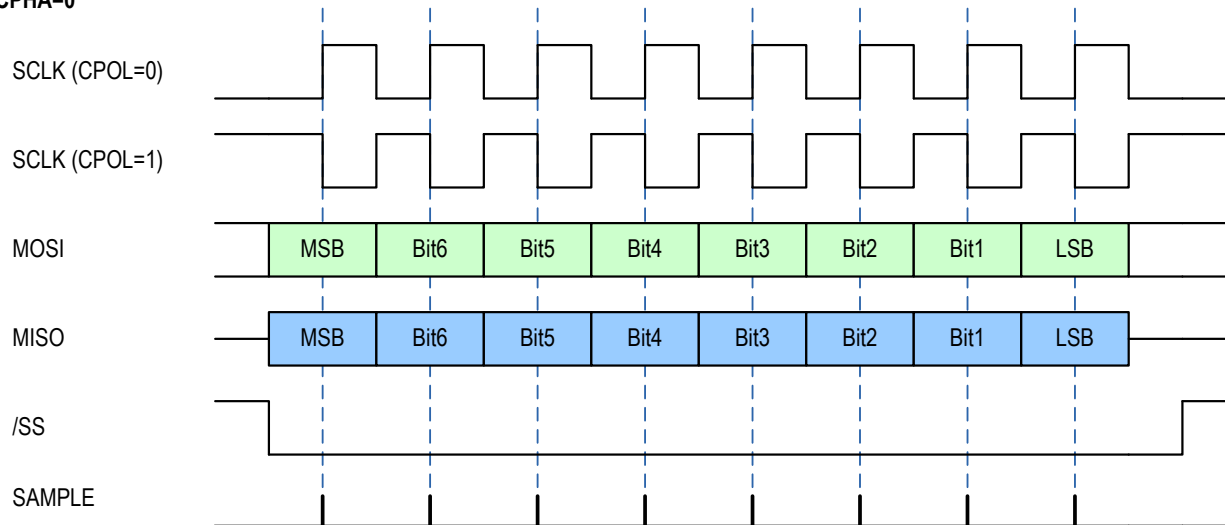 CPHA=0
SCLK (CPOL=0)
SCLK (CPOL=1)
MOSI MSB Bit6 Bit5 Bit4 Bit3 Bit2 Bit1 LSB
MISO MSB Bit6 Bit5 Bit4 Bit3 Bit2 Bit1 LSB
/SS
SAMPLE